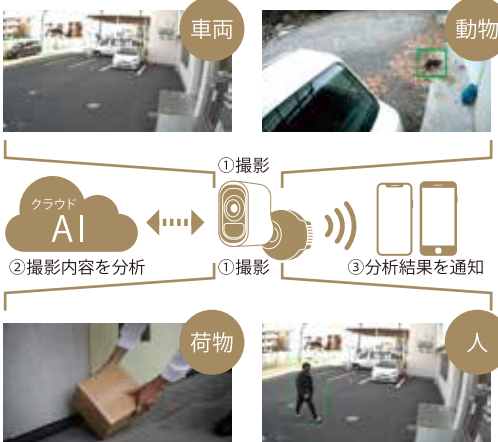 車両
動物
①撮影
クラウド
AI
②撮影内容を分析
①撮影
③分析結果を通知
荷物
人